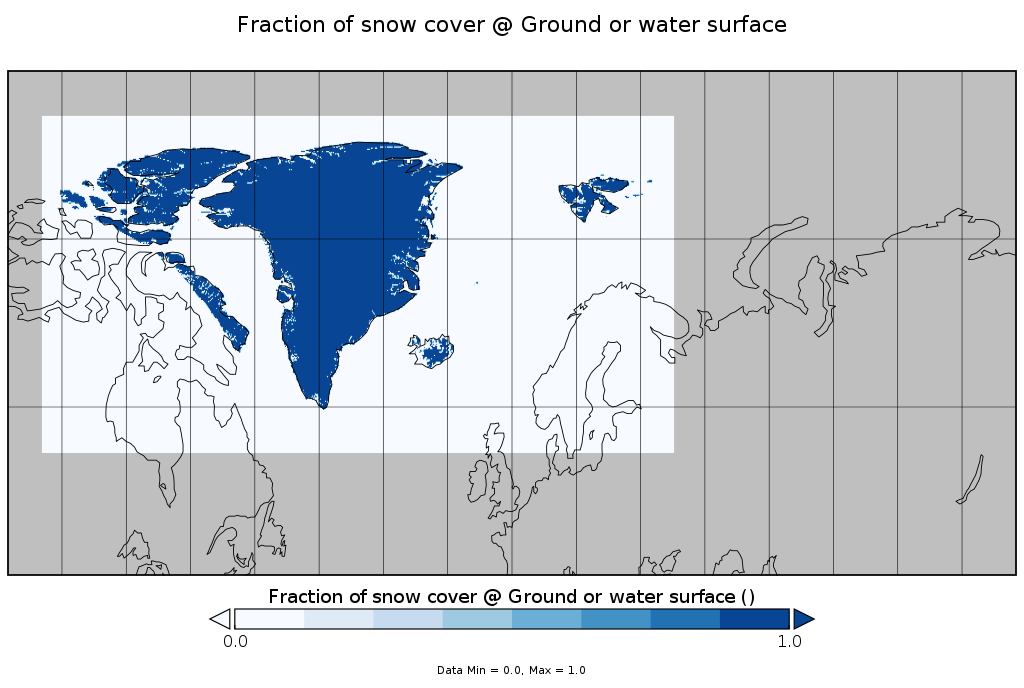 Fraction of snow cover @ Ground or water surface
Fraction of snow cover @ Ground or water surface ()
0.0 1.0
Data Min = 0.0, Max = 1.0